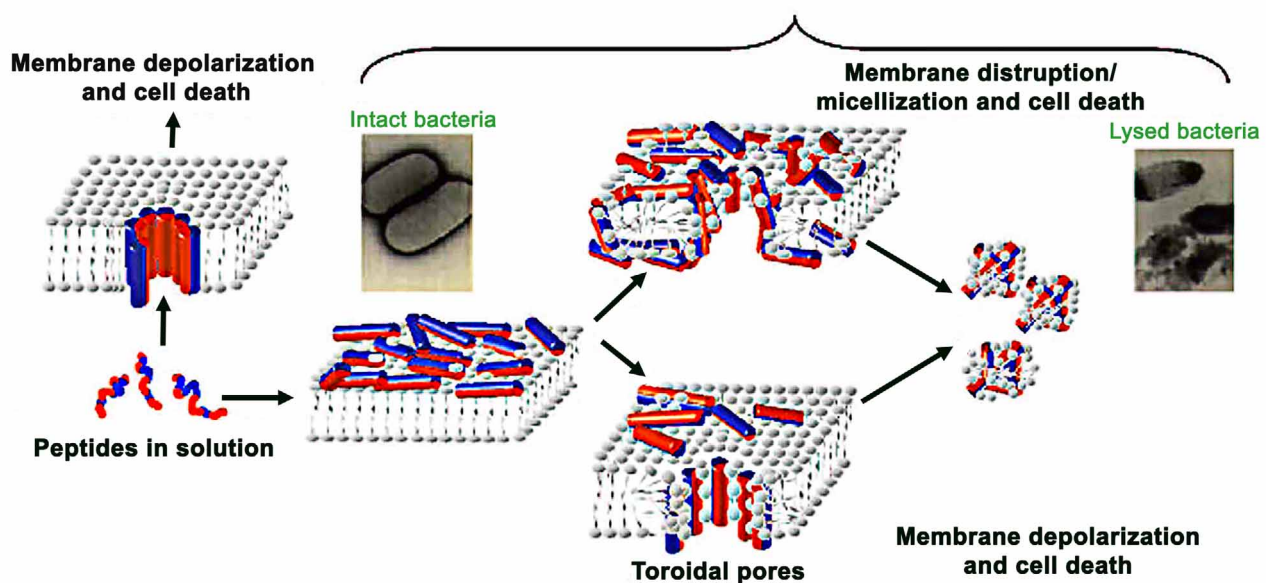 Membrane depolarization
and cell death
Intact bacteria
Membrane distruption/
micellization and cell death
Lysed bacteria
Peptides in solution
Toroidal pores
Membrane depolarization
and cell death